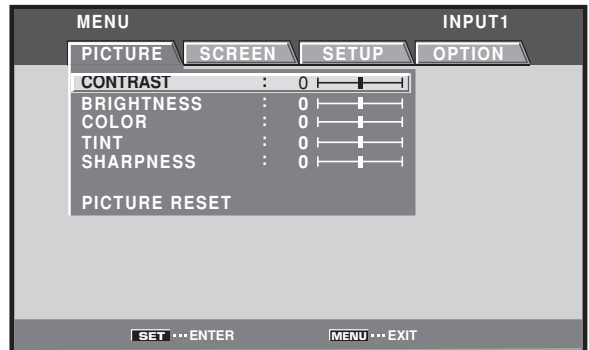 MENU INPUT1
PICTURE SCREEN SETUP OPTION
CONTRAST : 0
BRIGHTNESS : 0
COLOR : 0
TINT : 0
SHARPNESS : 0
PICTURE RESET
SET ··· ENTER MENU ··· EXIT